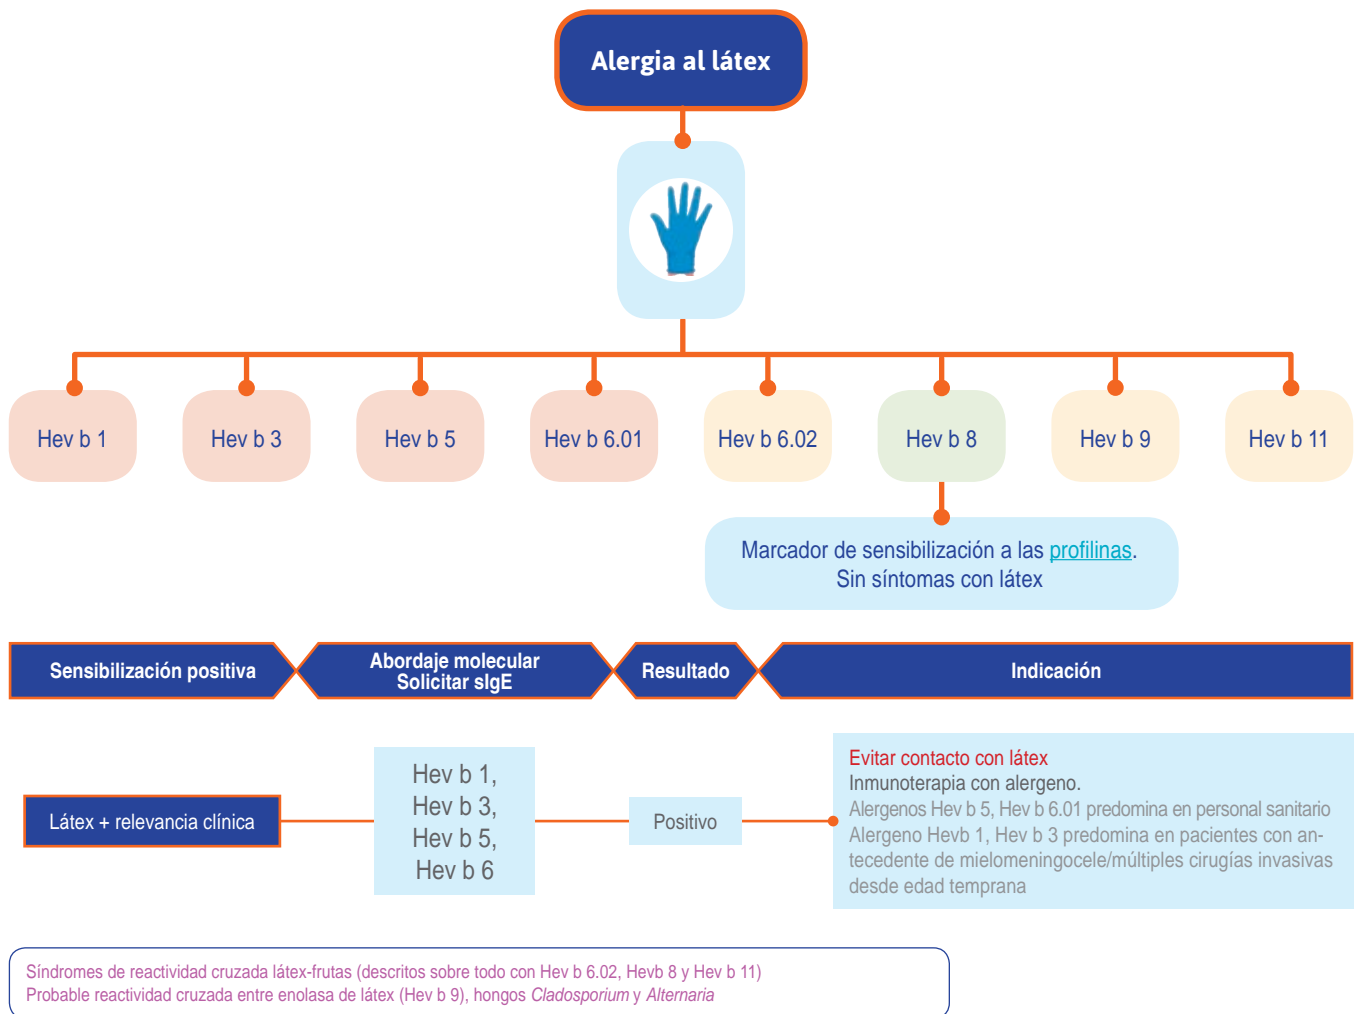 Alergia al látex
Hev b 1
Hev b 3
Hev b 5
Hev b 6.01
Hev b 6.02
Hev b 8
Hev b 9
Hev b 11
Marcador de sensibilización a las profilinas.
Sin síntomas con látex
Sensibilización positiva
Abordaje molecular
Solicitar sIgE
Resultado
Indicación
Látex + relevancia clínica
Hev b 1,
Hev b 3,
Hev b 5,
Hev b 6
Positivo
Evitar contacto con látex
Inmunoterapia con alergeno.
Alergenos Hev b 5, Hev b 6.01 predomina en personal sanitario
Alergeno Hevb 1, Hev b 3 predomina en pacientes con an-
tecedente de mielomeningocele/múltiples cirugías invasivas
desde edad temprana
Síndromes de reactividad cruzada látex-frutas (descritos sobre todo con Hev b 6.02, Hevb 8 y Hev b 11)
Probable reactividad cruzada entre enolasa de látex (Hev b 9), hongos Cladosporium y Alternaria